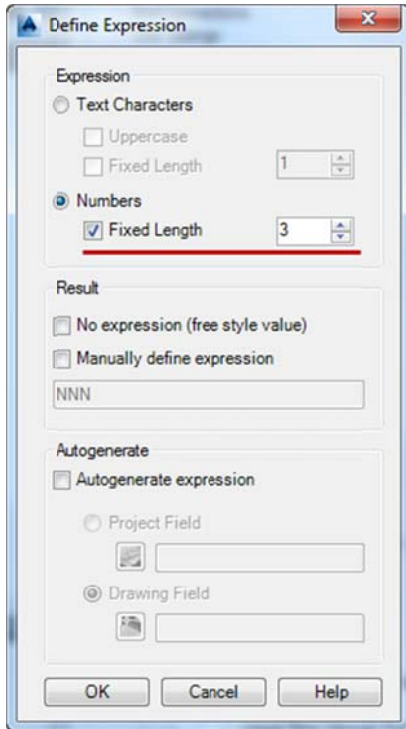 Define Expression
Expression
Text Characters
Uppercase
Fixed Length 1
Numbers
Fixed Length 3
Result
No expression (free style value)
Manually define expression
NNN
Autogenerate
Autogenerate expression
Project Field
Drawing Field
OK Cancel Help